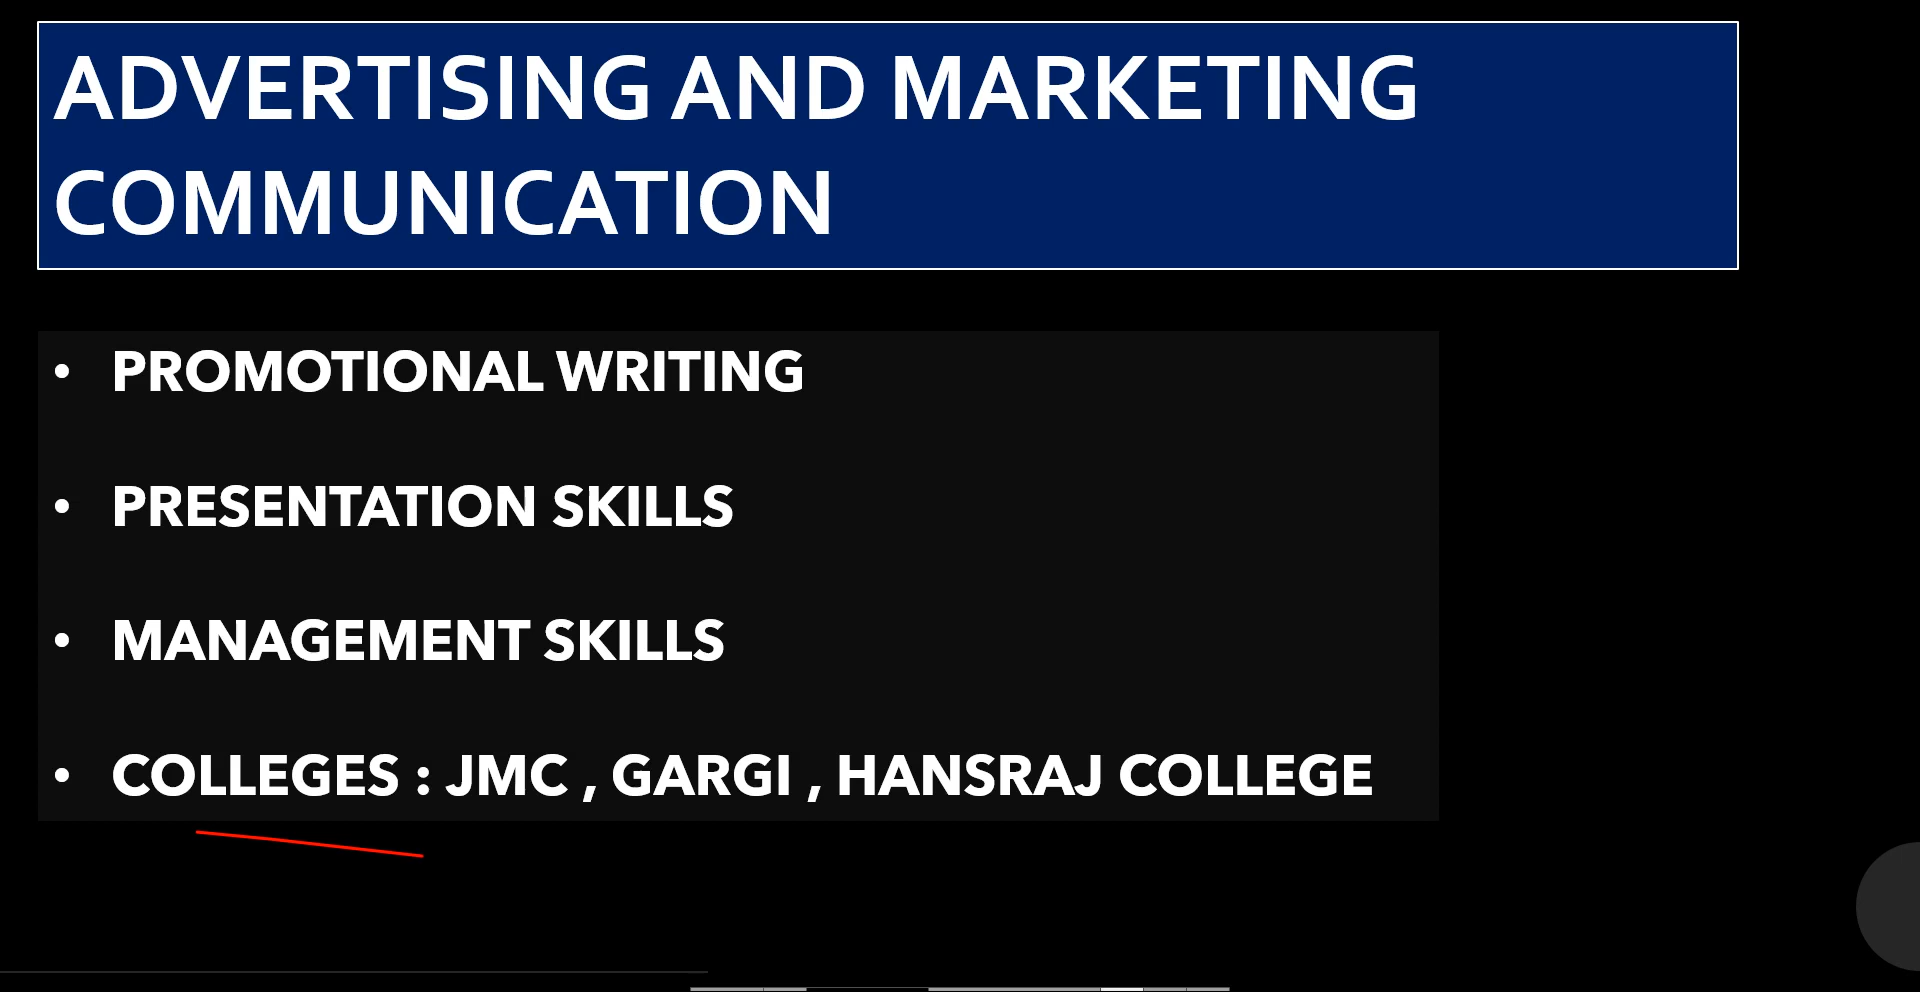 ADVERTISING AND MARKETING
COMMUNICATION
• PROMOTIONAL WRITING
• PRESENTATION SKILLS
• MANAGEMENT SKILLS
• COLLEGES : JMC , GARGI , HANSRAJ COLLEGE